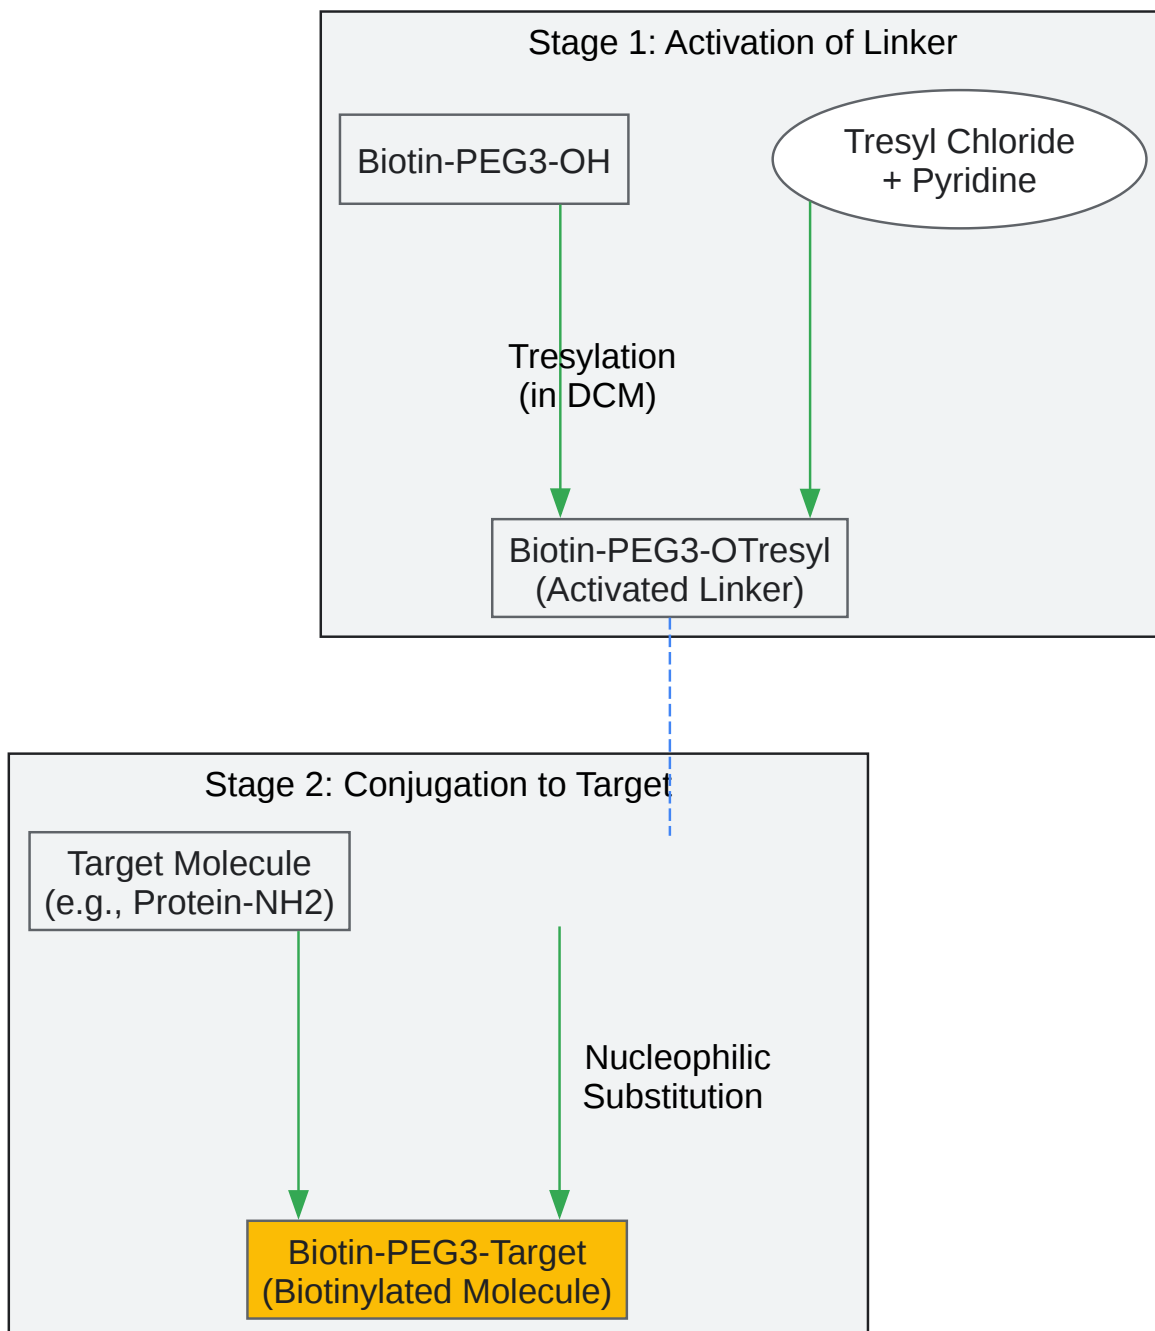 Stage 1: Activation of Linker
Biotin-PEG3-OH
Tresyl Chloride
+ Pyridine
Tresylation
(in DCM)
Biotin-PEG3-OTresyl
(Activated Linker)
Stage 2: Conjugation to Target
Target Molecule
(e.g., Protein-NH2)
Nucleophilic
Substitution
Biotin-PEG3-Target
(Biotinylated Molecule)